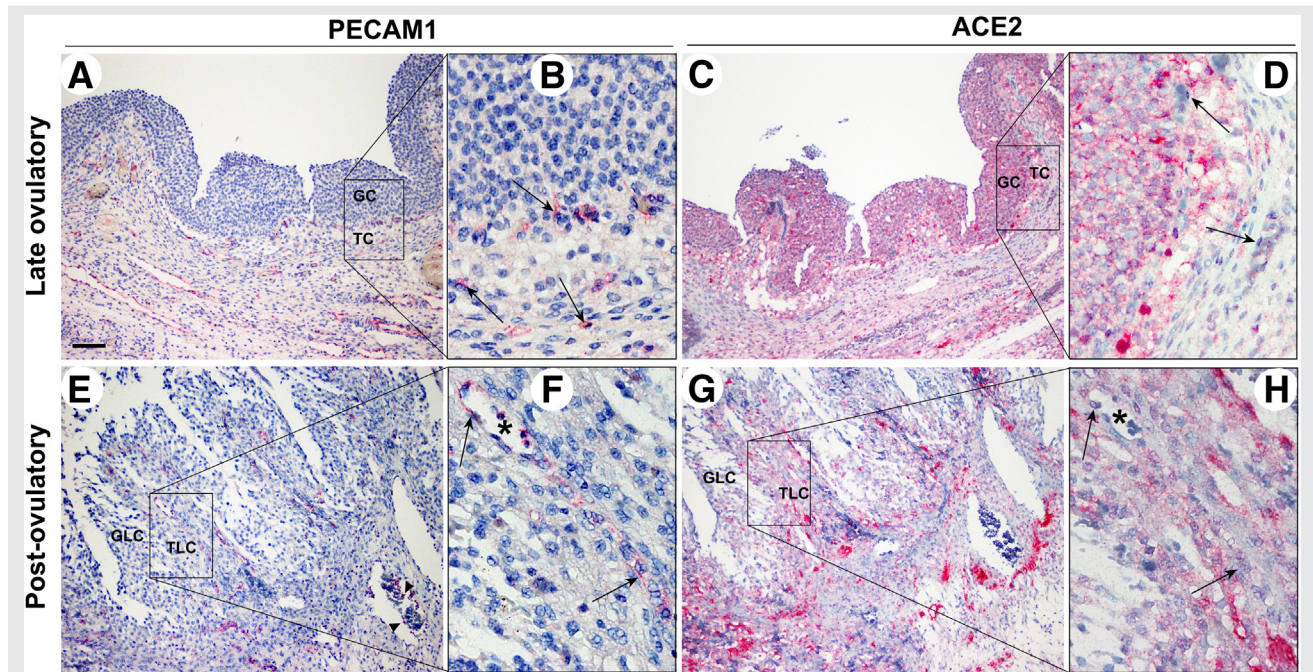 PECAM1
ACE2
Late ovulatory
A
GC
TC
B
C
GC
TC
D
Post-ovulatory
E
GLC
TLC
F
*
G
GLC
TLC
H
*